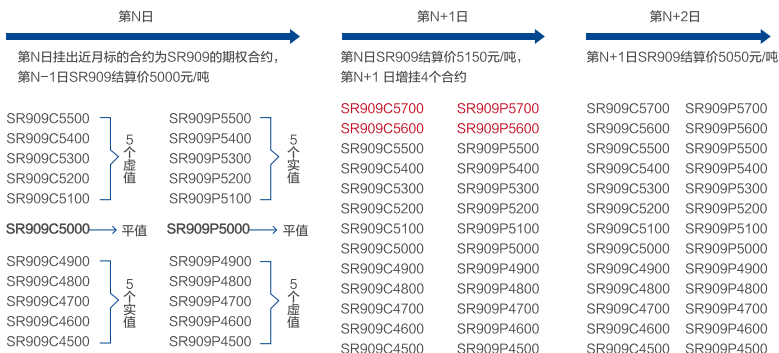 第N日
第N+1日
第N+2日
第N日挂出近月标的合约为SR909的期权合约，
第N-1日SR909结算价5000元/吨
第N日SR909结算价5150元/吨，
第N+1 日增挂4个合约
第N+1日SR909结算价5050元/吨
SR909C5500 SR909P5500
SR909C5400 SR909P5400
SR909C5300 SR909P5300
SR909C5200 SR909P5200
SR909C5100 SR909P5100
5个虚值
5个实值
SR909C5000 平值 SR909P5000 平值
SR909C4900 SR909P4900
SR909C4800 SR909P4800
SR909C4700 SR909P4700
SR909C4600 SR909P4600
SR909C4500 SR909P4500
5个实值
5个虚值
SR909C5700 SR909P5700
SR909C5600 SR909P5600
SR909C5500 SR909P5500
SR909C5400 SR909P5400
SR909C5300 SR909P5300
SR909C5200 SR909P5200
SR909C5100 SR909P5100
SR909C5000 SR909P5000
SR909C4900 SR909P4900
SR909C4800 SR909P4800
SR909C4700 SR909P4700
SR909C4600 SR909P4600
SR909C4500 SR909P4500
SR909C5700 SR909P5700
SR909C5600 SR909P5600
SR909C5500 SR909P5500
SR909C5400 SR909P5400
SR909C5300 SR909P5300
SR909C5200 SR909P5200
SR909C5100 SR909P5100
SR909C5000 SR909P5000
SR909C4900 SR909P4900
SR909C4800 SR909P4800
SR909C4700 SR909P4700
SR909C4600 SR909P4600
SR909C4500 SR909P4500